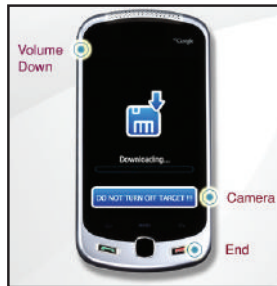 Volume
Down
Google
Downloading...
DO NOT TURN OFF TARGET !!!
Camera
End